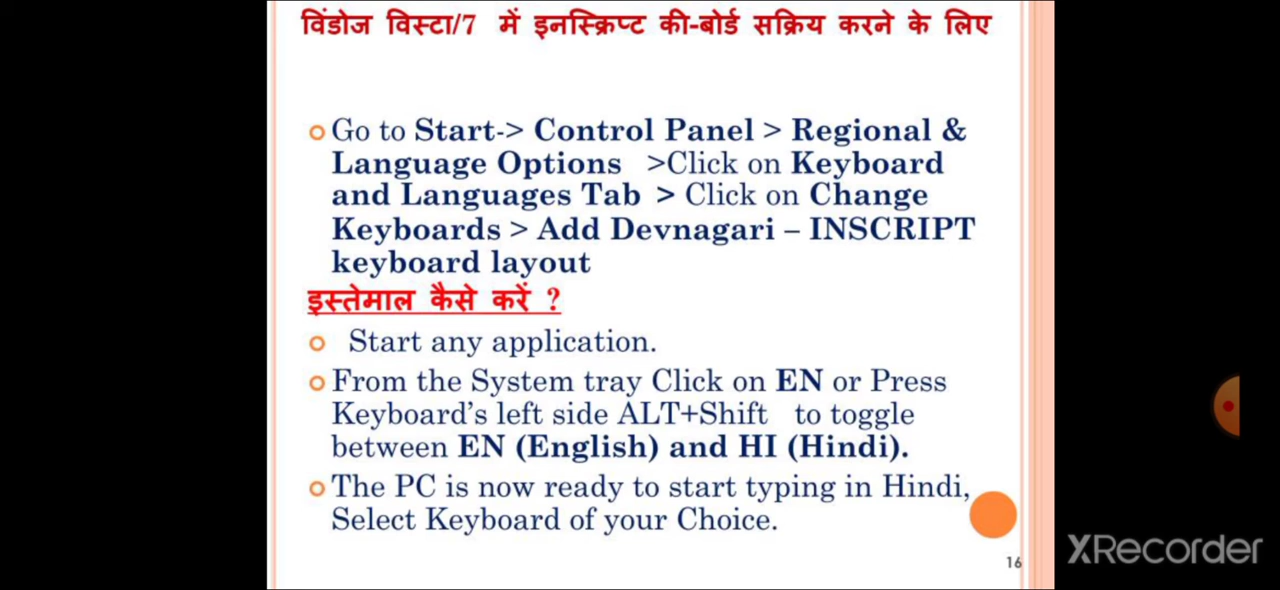 विंडोज विस्टा/7 में इनस्क्रिप्ट की-बोर्ड सक्रिय करने के लिए
Go to Start-> Control Panel > Regional &
Language Options >Click on Keyboard
and Languages Tab > Click on Change
Keyboards > Add Devnagari – INSCRIPT
keyboard layout
इस्तेमाल कैसे करें ?
Start any application.
From the System tray Click on EN or Press
Keyboard's left side ALT+Shift to toggle
between EN (English) and HI (Hindi).
The PC is now ready to start typing in Hindi,
Select Keyboard of your Choice.
16
XRecorder